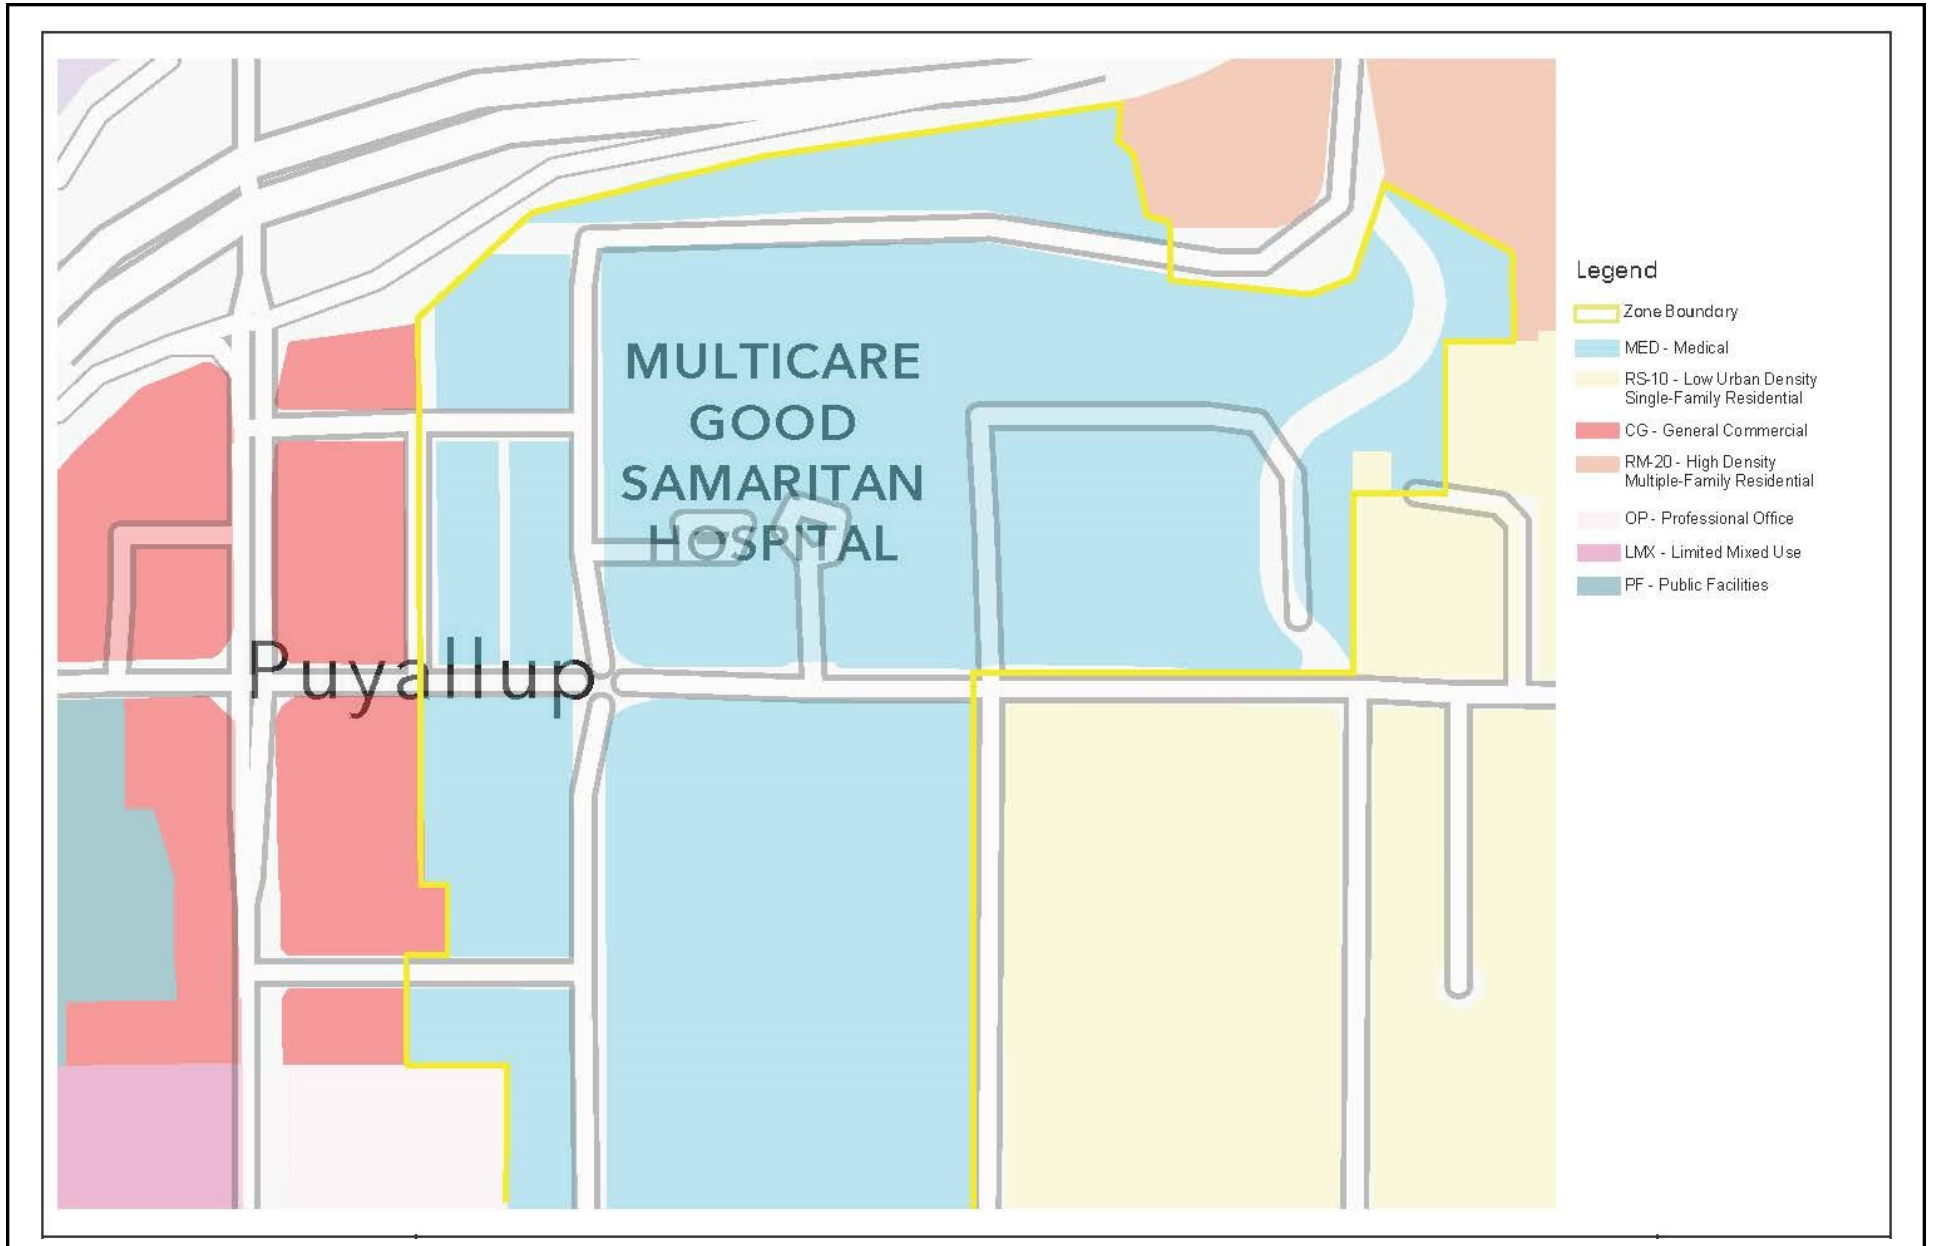 MULTICARE
GOOD
SAMARITAN
HOSPITAL
Puyallup
Legend
Zone Boundary
MED - Medical
RS-10 - Low Urban Density
Single-Family Residential
CG - General Commercial
RM-20 - High Density
Multiple-Family Residential
OP - Professional Office
LMX - Limited Mixed Use
PF - Public Facilities